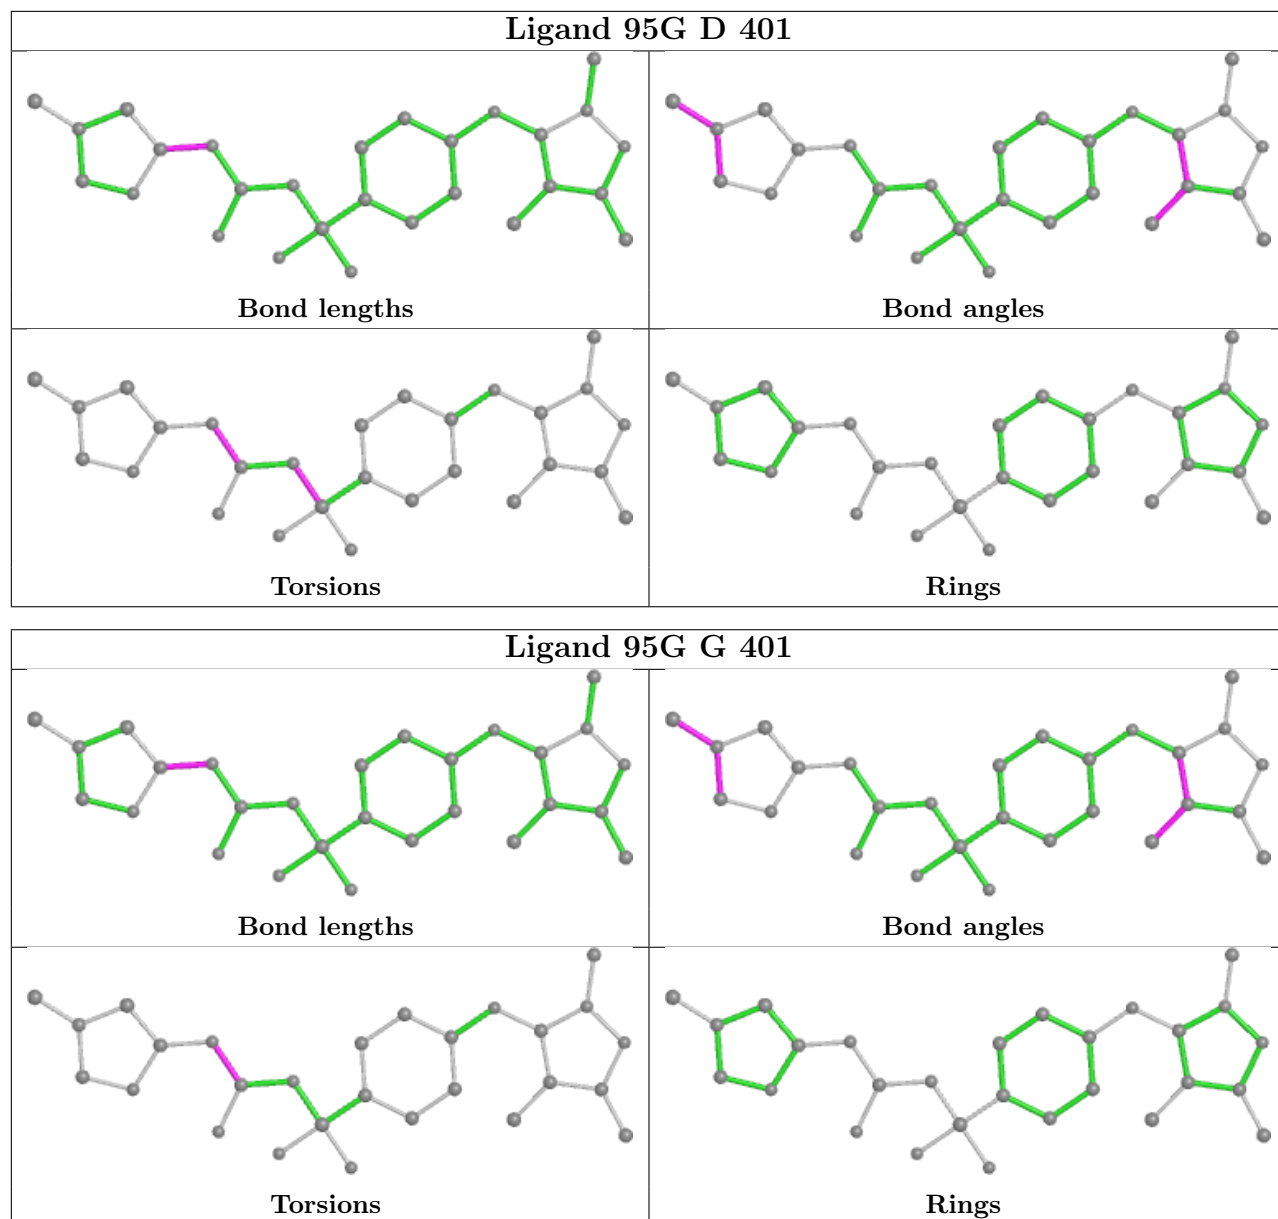 Ligand 95G D 401
Bond lengths
Bond angles
Torsions
Rings
Ligand 95G G 401
Bond lengths
Bond angles
Torsions
Rings